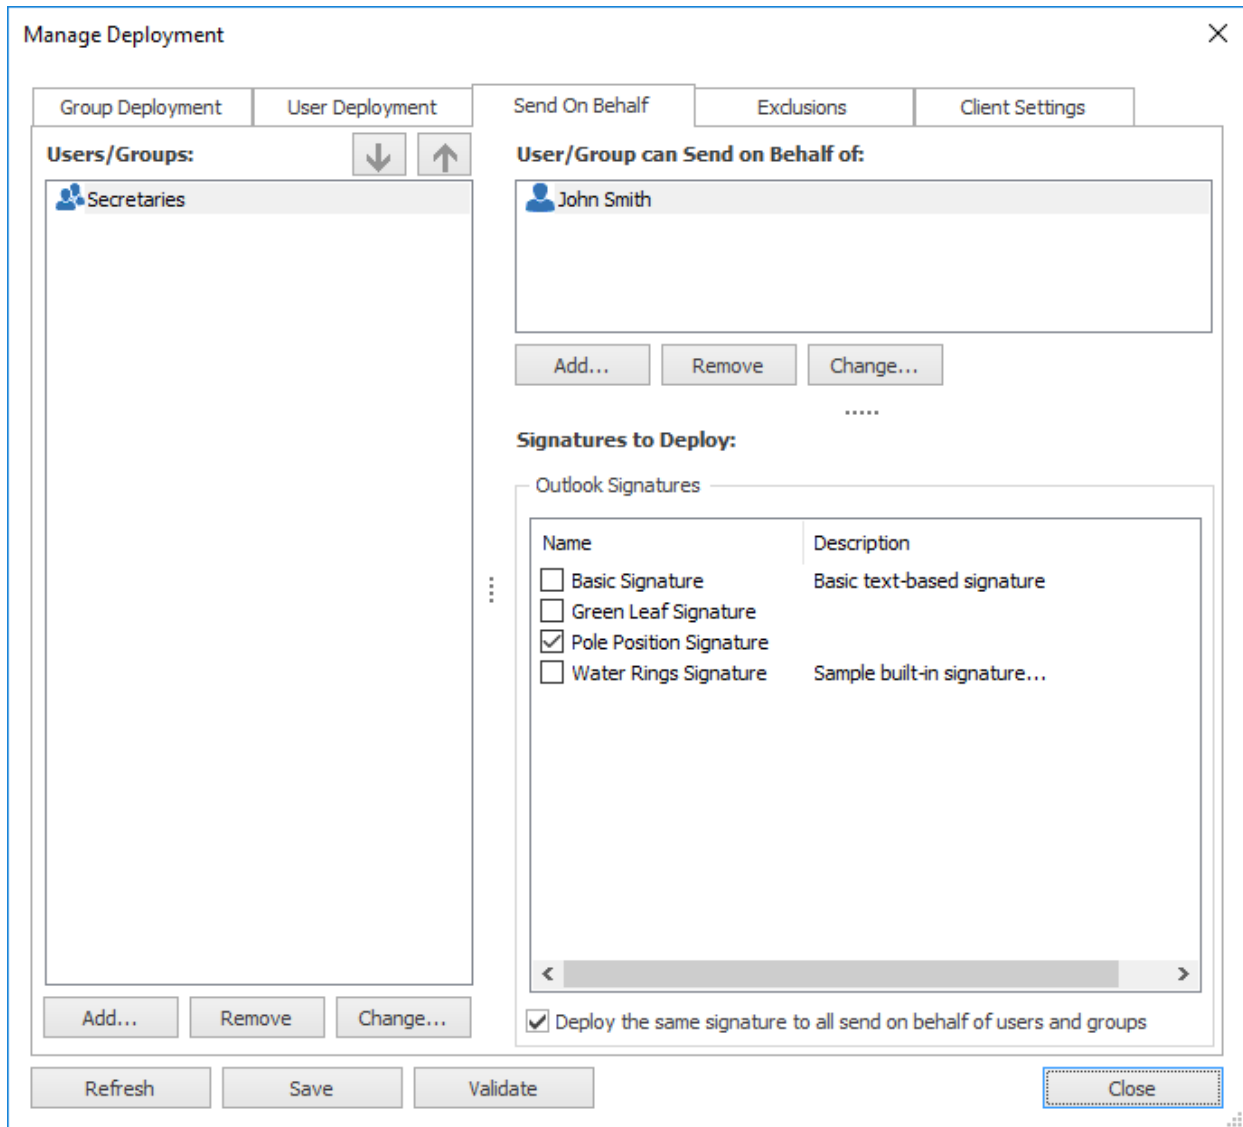 Manage Deployment
Group Deployment
User Deployment
Send On Behalf
Exclusions
Client Settings
Users/Groups:
Secretaries
Add...
Remove
Change...
User/Group can Send on Behalf of:
John Smith
Add...
Remove
Change...
Signatures to Deploy:
Outlook Signatures
Name Description
Basic Signature Basic text-based signature
Green Leaf Signature
Pole Position Signature
Water Rings Signature Sample built-in signature...
Deploy the same signature to all send on behalf of users and groups
Refresh
Save
Validate
Close